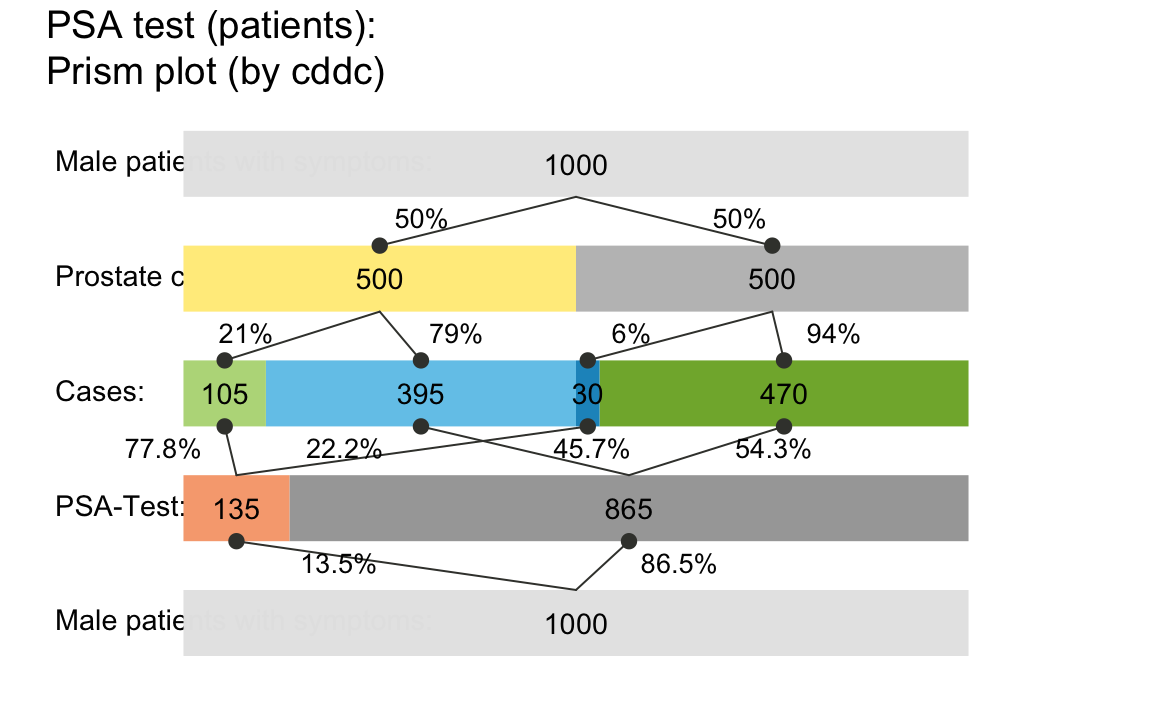 PSA test (patients):
Prism plot (by cddc)
Male patients with symptoms:
1000
50% 50%
Prostate c
500 500
21% 79% 6% 94%
Cases:
105 395 30 470
77.8% 22.2% 45.7% 54.3%
PSA-Test:
135 865
13.5% 86.5%
Male patients with symptoms:
1000